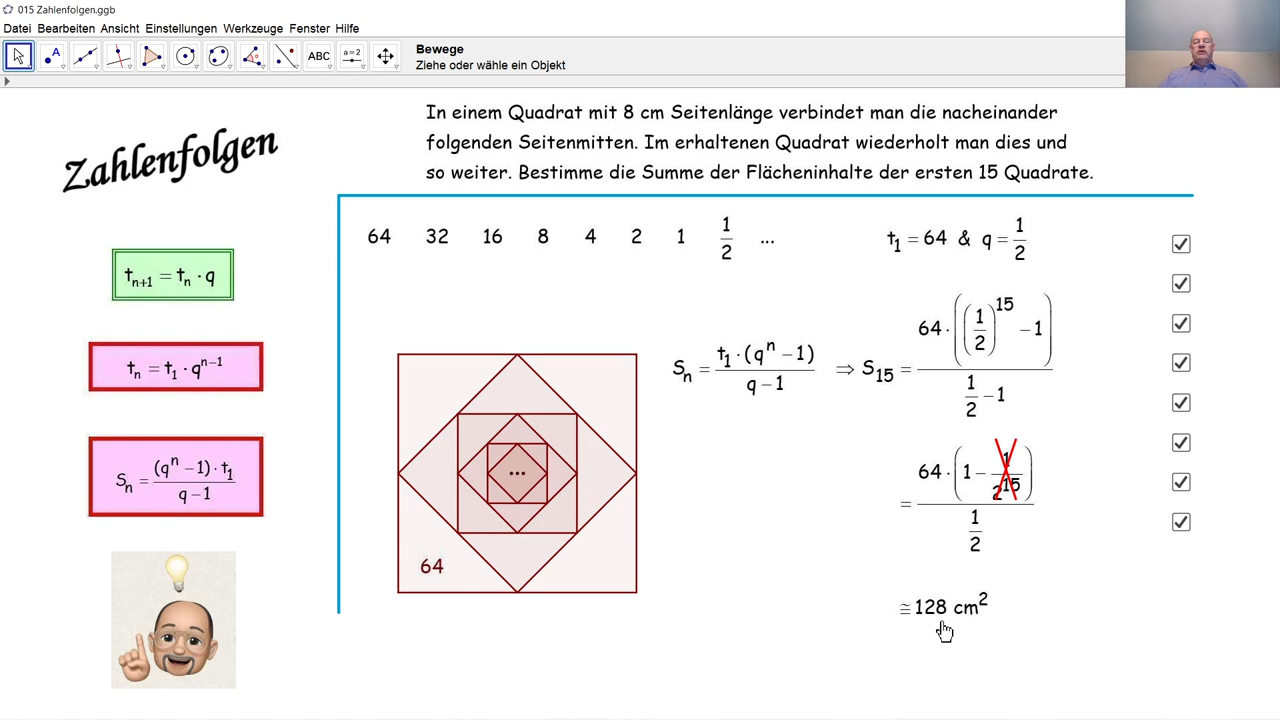 015 Zahlenfolgen.ggb
Datei Bearbeiten Ansicht Einstellungen Werkzeuge Fenster Hilfe
A ABC a=2
Bewege
Ziehe oder wähle ein Objekt
Zahlenfolgen
In einem Quadrat mit 8 cm Seitenlänge verbindet man die nacheinander
folgenden Seitenmitten. Im erhaltenen Quadrat wiederholt man dies und
so weiter. Bestimme die Summe der Flächeninhalte der ersten 15 Quadrate.
64 32 16 8 4 2 1 1/2 ...
t₁ = 64 & q = 1/2
tₙ₊₁ = tₙ · q
tₙ = t₁ · qⁿ⁻¹
Sₙ = (qⁿ − 1) · t₁ / q − 1
Sₙ = t₁ · (qⁿ − 1) / q − 1 ⇒ S₁₅ = 64 · ((1/2)¹⁵ − 1) / 1/2 − 1
= 64 · (1 − 1/2¹⁵) / 1/2
≅ 128 cm²
...
64